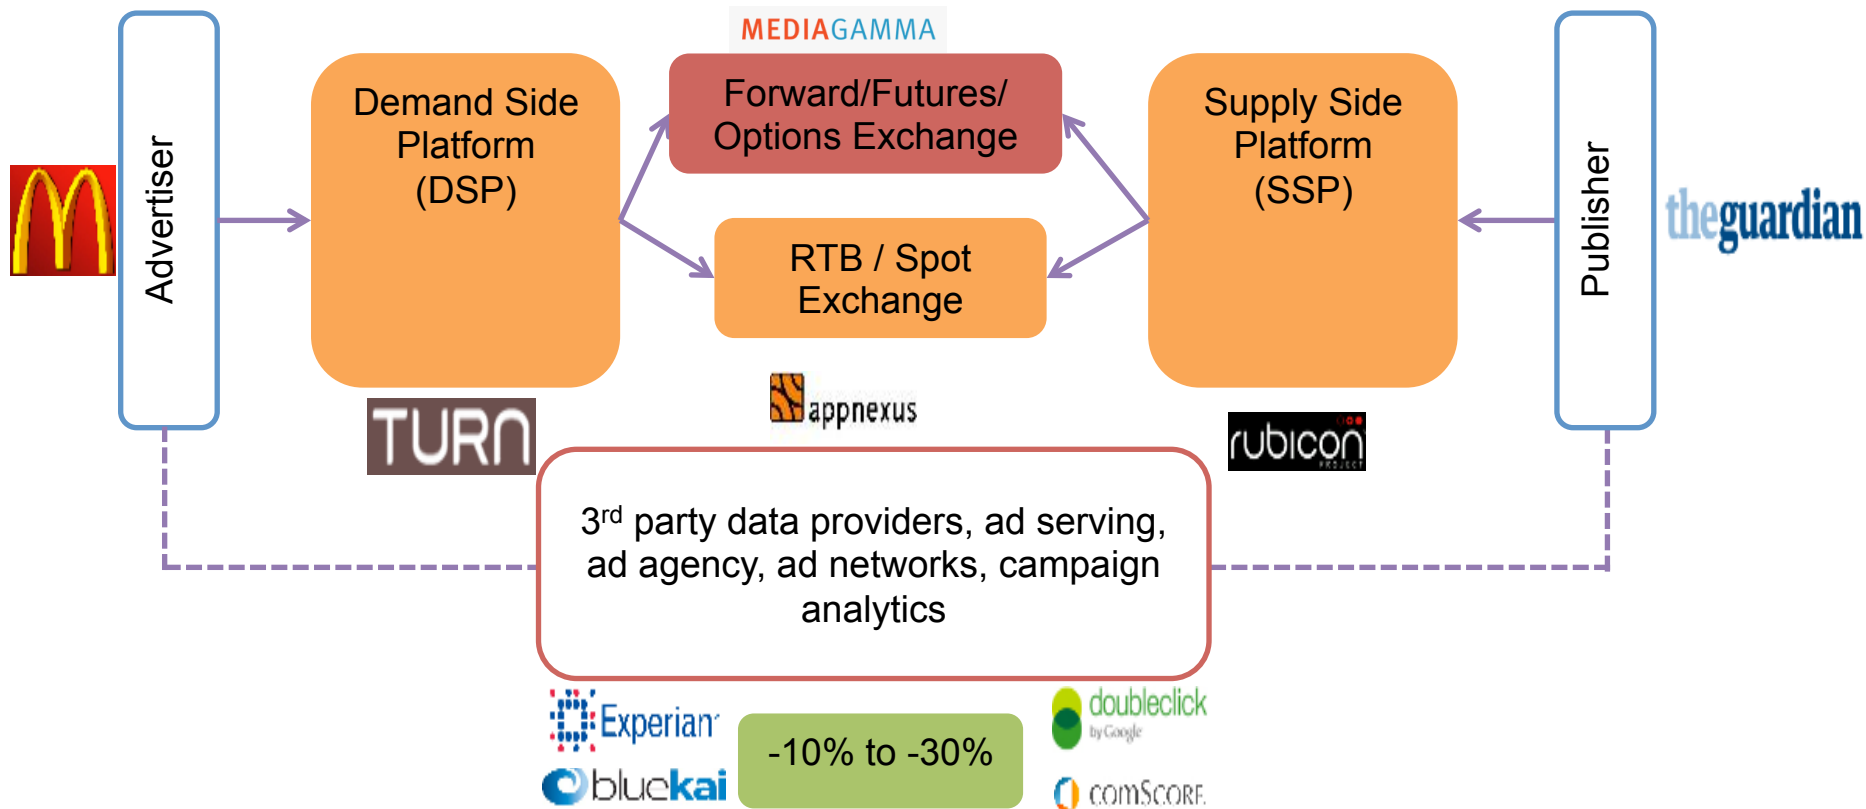 MEDIAGAMMA
Advertiser
Demand Side
Platform
(DSP)
Forward/Futures/
Options Exchange
RTB / Spot
Exchange
Supply Side
Platform
(SSP)
Publisher
theguardian
TURN
appnexus
rubicon
PROJECT
3rd party data providers, ad serving,
ad agency, ad networks, campaign
analytics
Experian
bluekai
-10% to -30%
doubleclick
by Google
comScore.